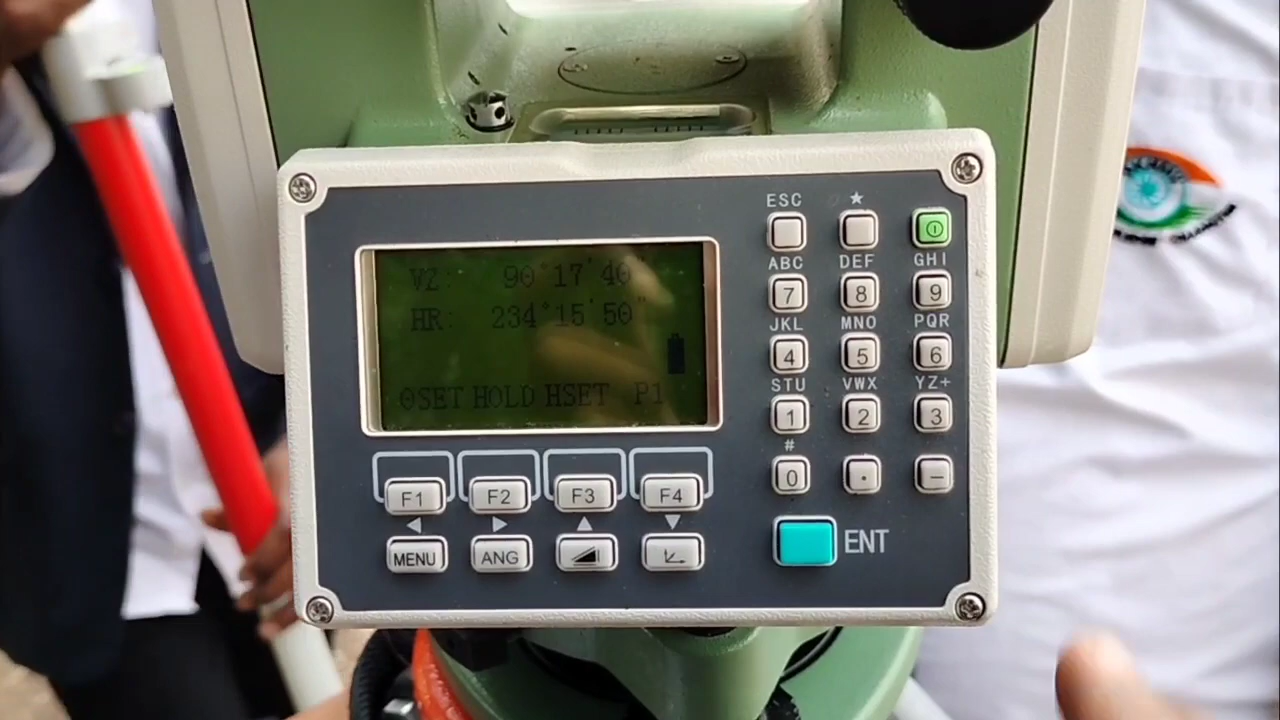 VZ: 90°17'40"
HR: 234°15'50"
0SET HOLD HSET P1
F1 F2 F3 F4
MENU ANG
ESC ★
ABC DEF GHI
7 8 9
JKL MNO PQR
4 5 6
STU VWX YZ+
1 2 3
#
0 . -
ENT